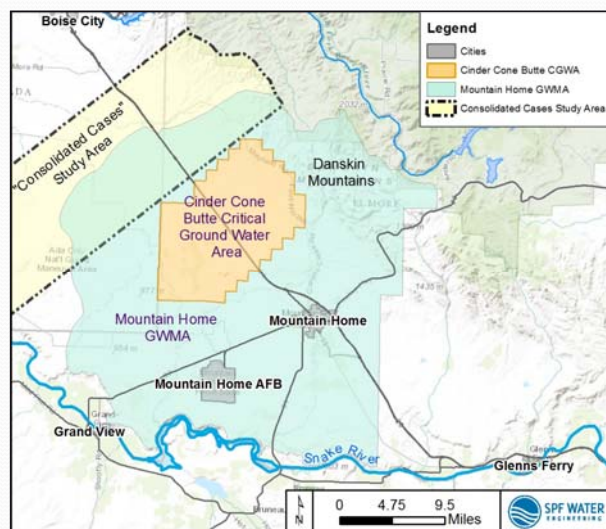 Boise City
Legend
Cities
Cinder Cone Butte CGWA
Mountain Home GWMA
Consolidated Cases Study Area
"Consolidated Cases"
Study Area
Danskin
Mountains
Cinder Cone
Butte Critical
Ground Water
Area
Mountain Home
GWMA
Mountain Home
Mountain Home AFB
Grand View
Snake River
Glenns Ferry
N
0 4.75 9.5
Miles
SPF WATER
ENGINEERING